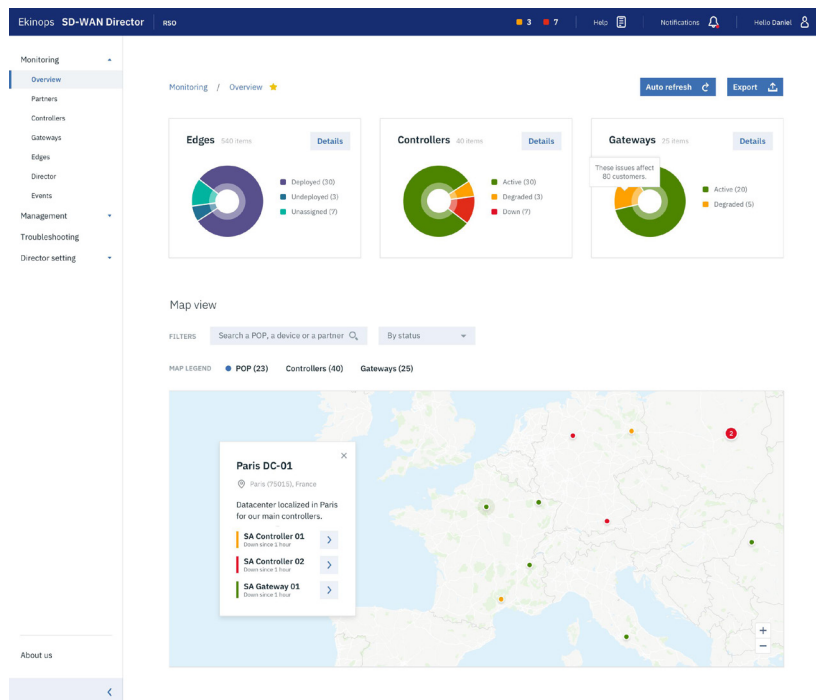 Ekinops SD-WAN Director RSO 3 7 Help Notifications Hello Daniel
Monitoring
Overview
Partners
Controllers
Gateways
Edges
Director
Events
Management
Troubleshooting
Director setting
About us
Monitoring / Overview
Auto refresh
Export
Edges 540 items Details
Deployed (30)
Undeployed (3)
Unassigned (7)
Controllers 40 items Details
Active (30)
Degraded (3)
Down (7)
Gateways 25 items Details
These issues affect
80 customers.
Active (20)
Degraded (5)
Map view
FILTERS Search a POP, a device or a partner By status
MAP LEGEND POP (23) Controllers (40) Gateways (25)
2
Paris DC-01
Paris (75015), France
Datacenter localized in Paris
for our main controllers.
SA Controller 01
Down since 1 hour
SA Controller 02
Down since 1 hour
SA Gateway 01
Down since 1 hour